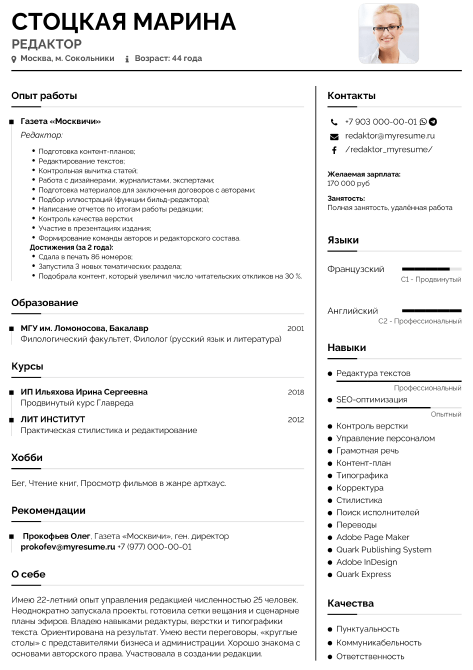 СТОЦКАЯ МАРИНА
РЕДАКТОР
Москва, м. Сокольники Возраст: 44 года
Опыт работы
Газета «Москвичи»
Редактор:
Подготовка контент-планов;
Редактирование текстов;
Контрольная вычитка статей;
Работа с дизайнерами, журналистами, экспертами;
Подготовка материалов для заключения договоров с авторами;
Подбор иллюстраций (функции бильд-редактора);
Написание отчетов по итогам работы редакции;
Контроль качества верстки;
Участие в презентациях издания;
Формирование команды авторов и редакторского состава.
Достижения (за 2 года):
Сдала в печать 86 номеров;
Запустила 3 новых тематических раздела;
Подобрала контент, который увеличил число читательских откликов на 30 %.
Образование
МГУ им. Ломоносова, Бакалавр 2001
Филологический факультет, Филолог (русский язык и литература)
Курсы
ИП Ильяхова Ирина Сергеевна 2018
Продвинутый курс Главреда
ЛИТ ИНСТИТУТ 2012
Практическая стилистика и редактирование
Хобби
Бег, Чтение книг, Просмотр фильмов в жанре артхаус.
Рекомендации
Прокофьев Олег, Газета «Москвичи», ген. директор
prokofev@myresume.ru +7 (977) 000-00-01
О себе
Имею 22-летний опыт управления редакцией численностью 25 человек.
Неоднократно запускала проекты, готовила сетки вещания и сценарные
планы эфиров. Владею навыками редактуры, верстки и типографики
текста. Ориентирована на результат. Умею вести переговоры, «круглые
столы» с представителями бизнеса и администрации. Хорошо знакома с
основами авторского права. Участвовала в создании редакции.
Контакты
+7 903 000-00-01
redaktor@myresume.ru
/redaktor_myresume/
Желаемая зарплата:
170 000 руб
Занятость:
Полная занятость, удалённая работа
Языки
Французский
C1 - Продвинутый
Английский
C2 - Профессиональный
Навыки
Редактура текстов
Профессиональный
SEO-оптимизация
Опытный
Контроль верстки
Управление персоналом
Грамотная речь
Контент-план
Типографика
Корректура
Стилистика
Поиск исполнителей
Переводы
Adobe Page Maker
Quark Publishing System
Adobe InDesign
Quark Express
Качества
Пунктуальность
Коммуникабельность
Ответственность